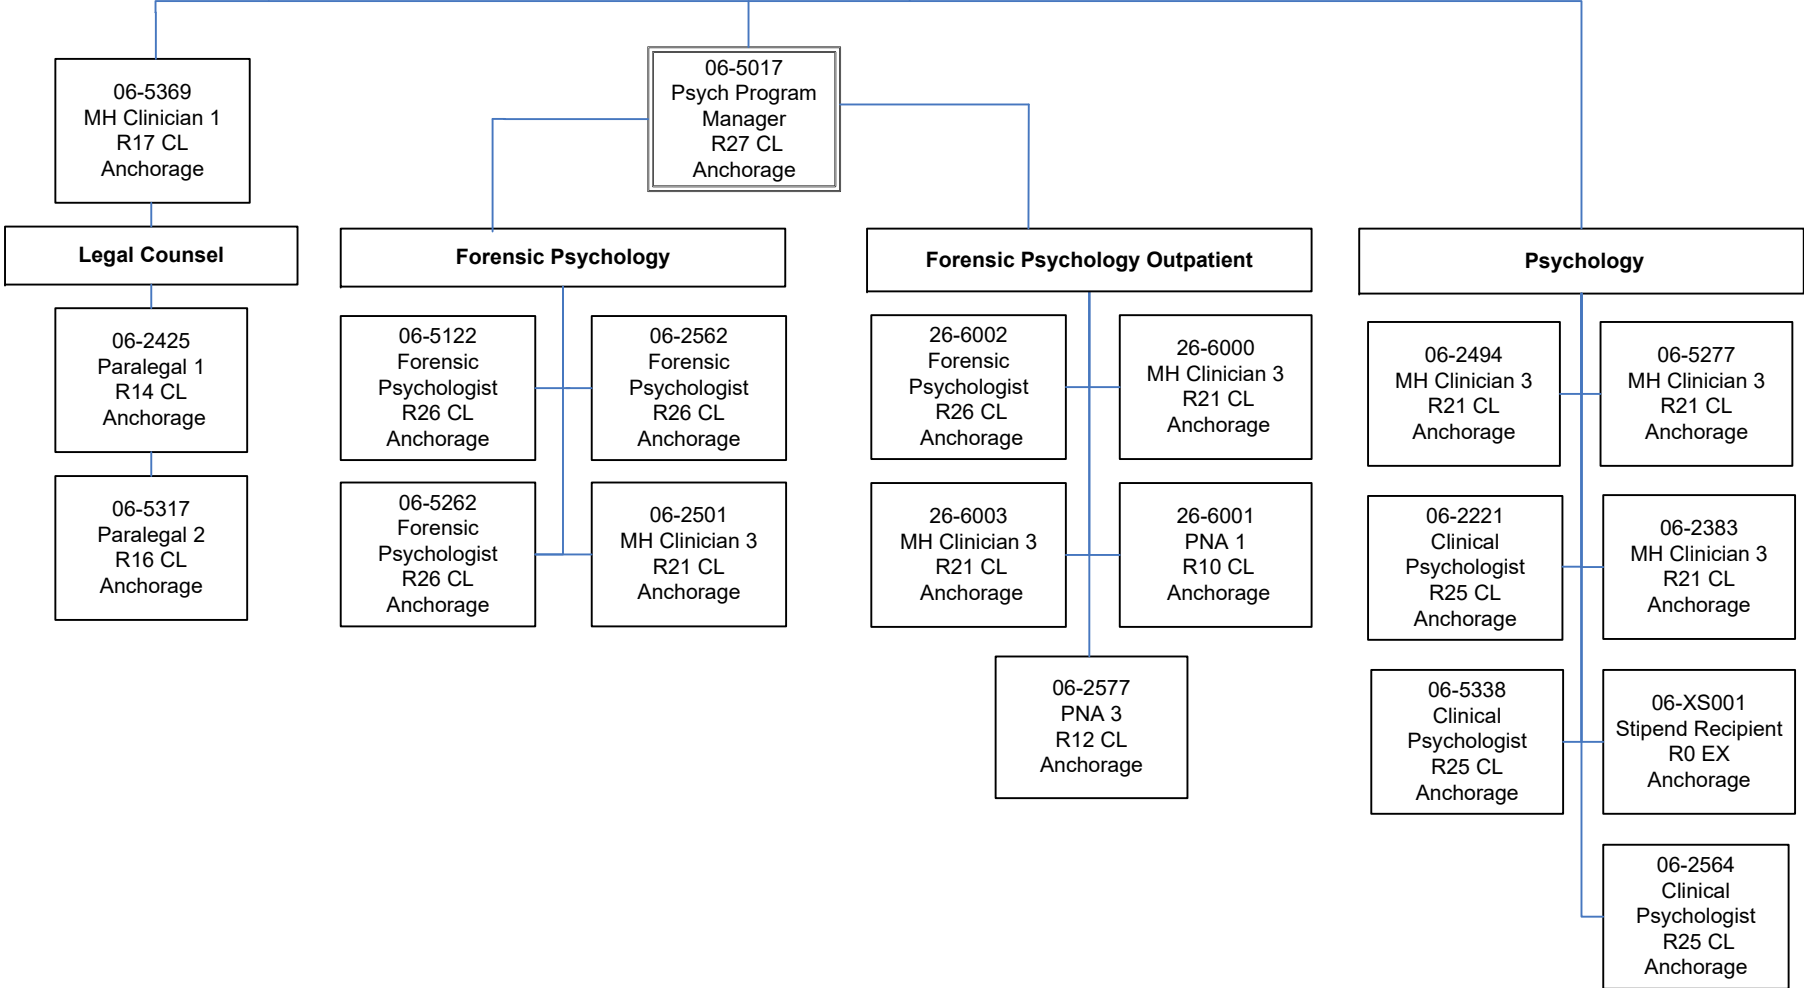 06-5369
MH Clinician 1
R17 CL
Anchorage
06-5017
Psych Program
Manager
R27 CL
Anchorage
Legal Counsel
06-2425
Paralegal 1
R14 CL
Anchorage
06-5317
Paralegal 2
R16 CL
Anchorage
Forensic Psychology
06-5122
Forensic
Psychologist
R26 CL
Anchorage
06-2562
Forensic
Psychologist
R26 CL
Anchorage
06-5262
Forensic
Psychologist
R26 CL
Anchorage
06-2501
MH Clinician 3
R21 CL
Anchorage
Forensic Psychology Outpatient
26-6002
Forensic
Psychologist
R26 CL
Anchorage
26-6000
MH Clinician 3
R21 CL
Anchorage
26-6003
MH Clinician 3
R21 CL
Anchorage
26-6001
PNA 1
R10 CL
Anchorage
06-2577
PNA 3
R12 CL
Anchorage
Psychology
06-2494
MH Clinician 3
R21 CL
Anchorage
06-5277
MH Clinician 3
R21 CL
Anchorage
06-2221
Clinical
Psychologist
R25 CL
Anchorage
06-2383
MH Clinician 3
R21 CL
Anchorage
06-5338
Clinical
Psychologist
R25 CL
Anchorage
06-XS001
Stipend Recipient
R0 EX
Anchorage
06-2564
Clinical
Psychologist
R25 CL
Anchorage